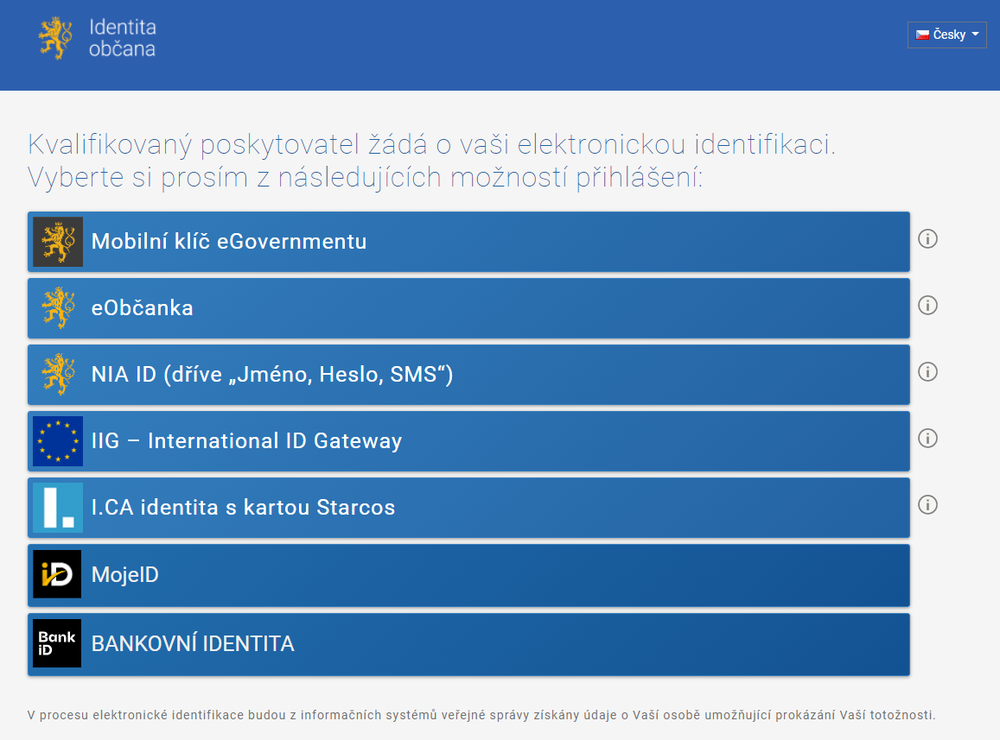 Identita
občana
Česky
Kvalifikovaný poskytovatel žádá o vaši elektronickou identifikaci.
Vyberte si prosím z následujících možností přihlášení:
Mobilní klíč eGovernmentu
eObčanka
NIA ID (dříve „Jméno, Heslo, SMS“)
IIG – International ID Gateway
I.CA identita s kartou Starcos
iD MojeID
Bank
iD
BANKOVNÍ IDENTITA
V procesu elektronické identifikace budou z informačních systémů veřejné správy získány údaje o Vaší osobě umožňující prokázání Vaší totožnosti.